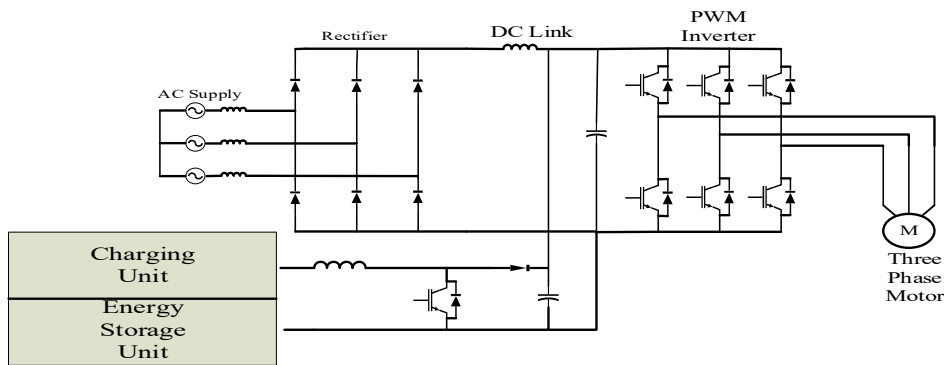 Rectifier
DC Link
PWM
Inverter
AC Supply
M
Three
Phase
Motor
Charging
Unit
Energy
Storage
Unit